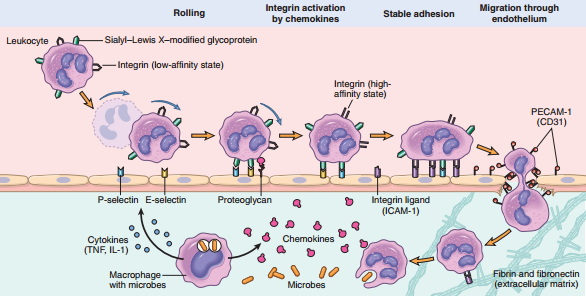 Rolling
Integrin activation
by chemokines
Stable adhesion
Migration through
endothelium
Leukocyte
Sialyl–Lewis X–modified glycoprotein
Integrin (low-affinity state)
Integrin (high-
affinity state)
PECAM-1
(CD31)
P-selectin
E-selectin
Proteoglycan
Integrin ligand
(ICAM-1)
Cytokines
(TNF, IL-1)
Chemokines
Macrophage
with microbes
Microbes
Fibrin and fibronectin
(extracellular matrix)